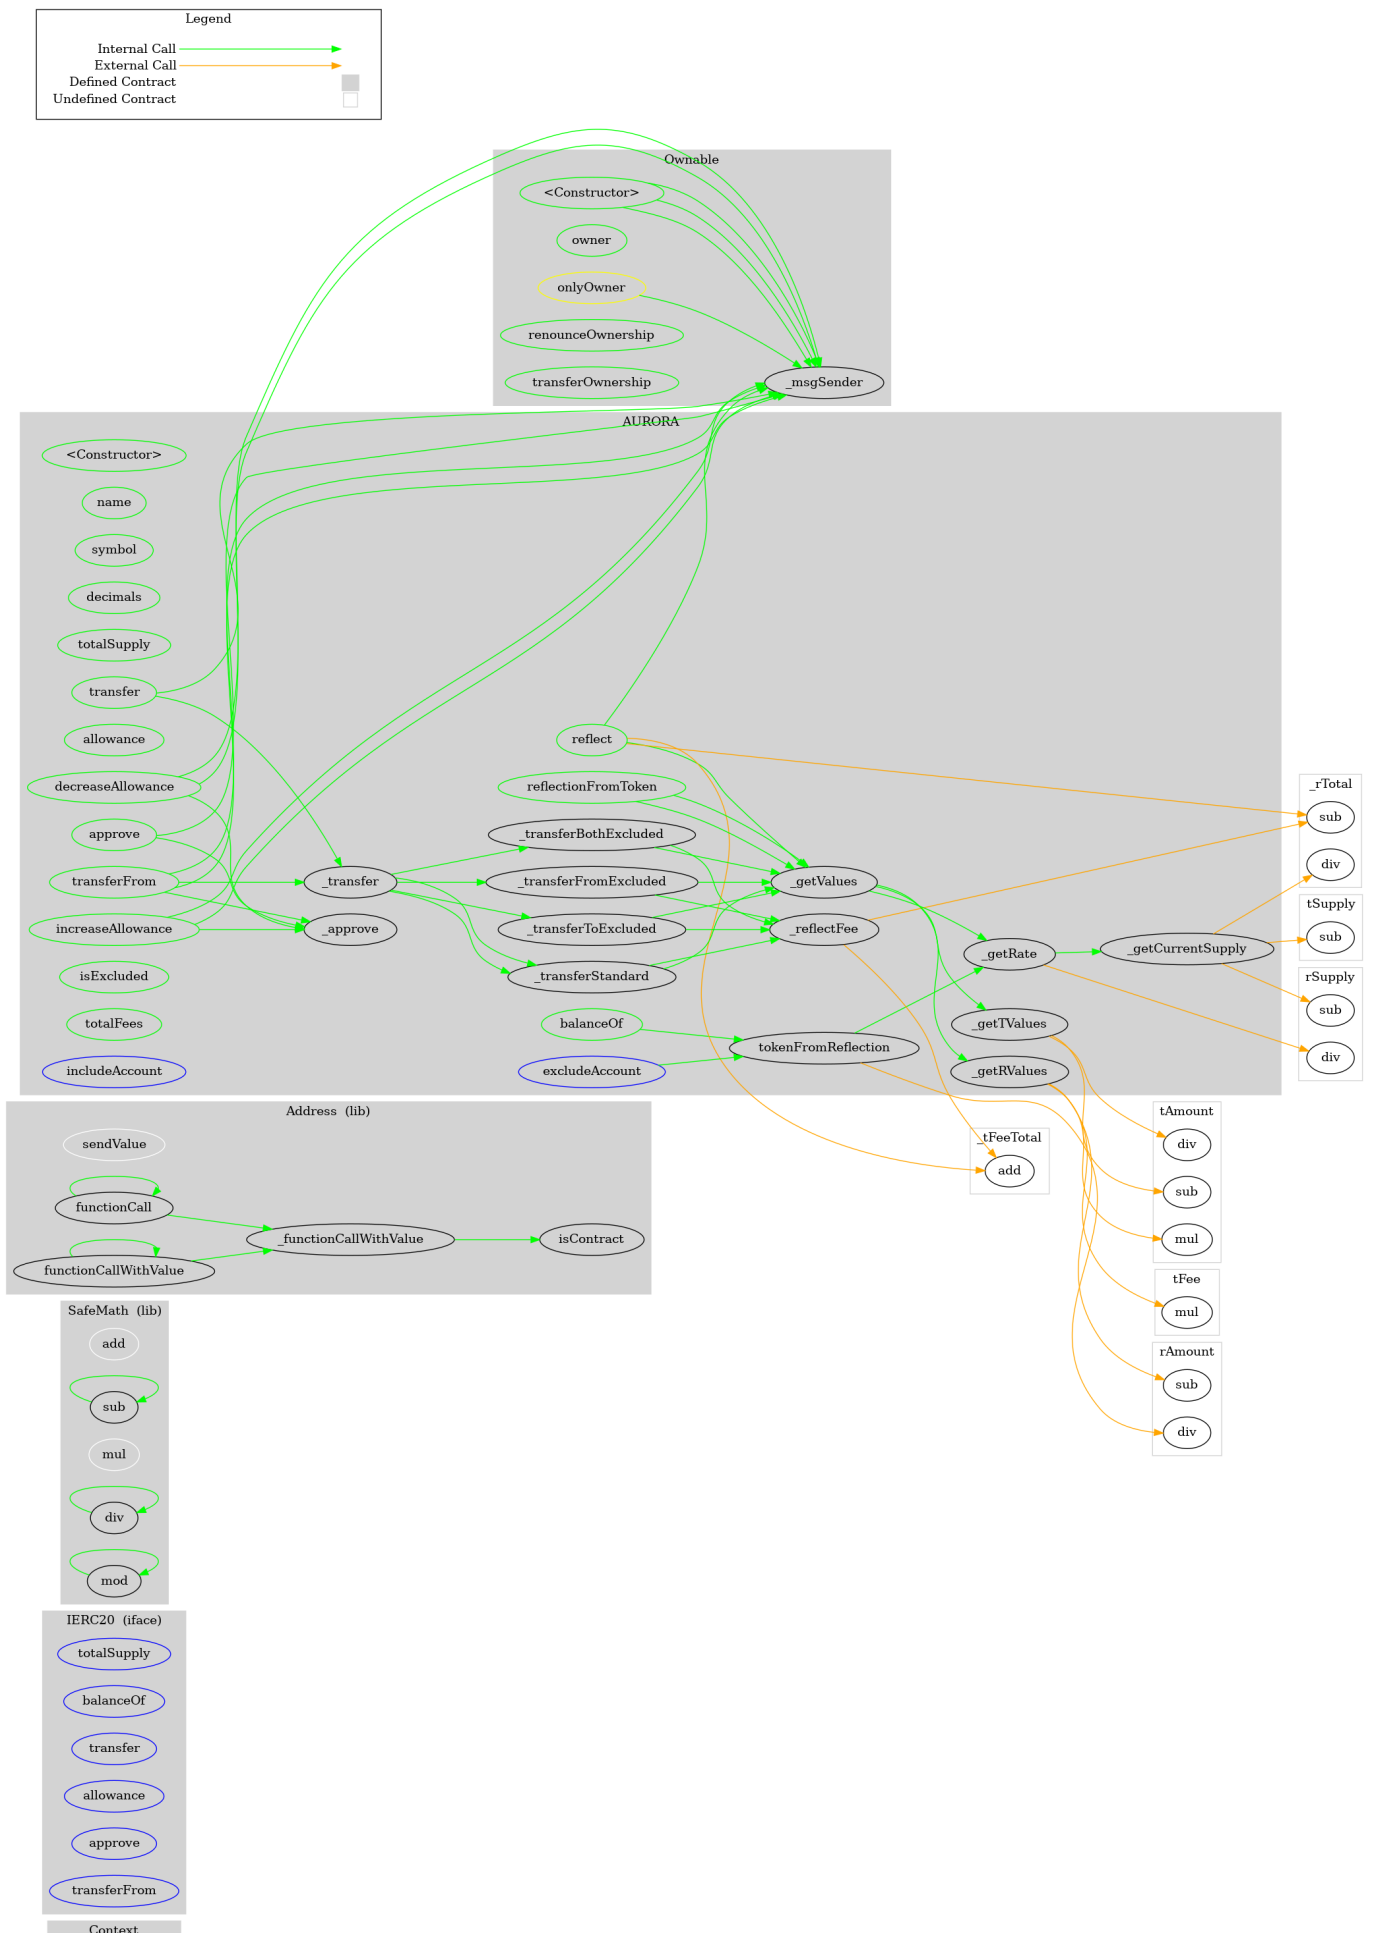 Legend
Internal Call
External Call
Defined Contract
Undefined Contract
Ownable
<Constructor>
owner
onlyOwner
renounceOwnership
transferOwnership
_msgSender
AURORA
<Constructor>
name
symbol
decimals
totalSupply
transfer
allowance
decreaseAllowance
approve
transferFrom
increaseAllowance
isExcluded
totalFees
includeAccount
_transfer
_approve
reflect
reflectionFromToken
_transferBothExcluded
_transferFromExcluded
_transferToExcluded
_transferStandard
balanceOf
excludeAccount
_getValues
_reflectFee
tokenFromReflection
_getRate
_getTValues
_getRValues
_getCurrentSupply
_rTotal
sub
div
tSupply
sub
rSupply
sub
div
_tFeeTotal
add
tAmount
div
sub
mul
tFee
mul
rAmount
sub
div
Address (lib)
sendValue
functionCall
functionCallWithValue
_functionCallWithValue
isContract
SafeMath (lib)
add
sub
mul
div
mod
IERC20 (iface)
totalSupply
balanceOf
transfer
allowance
approve
transferFrom
Context